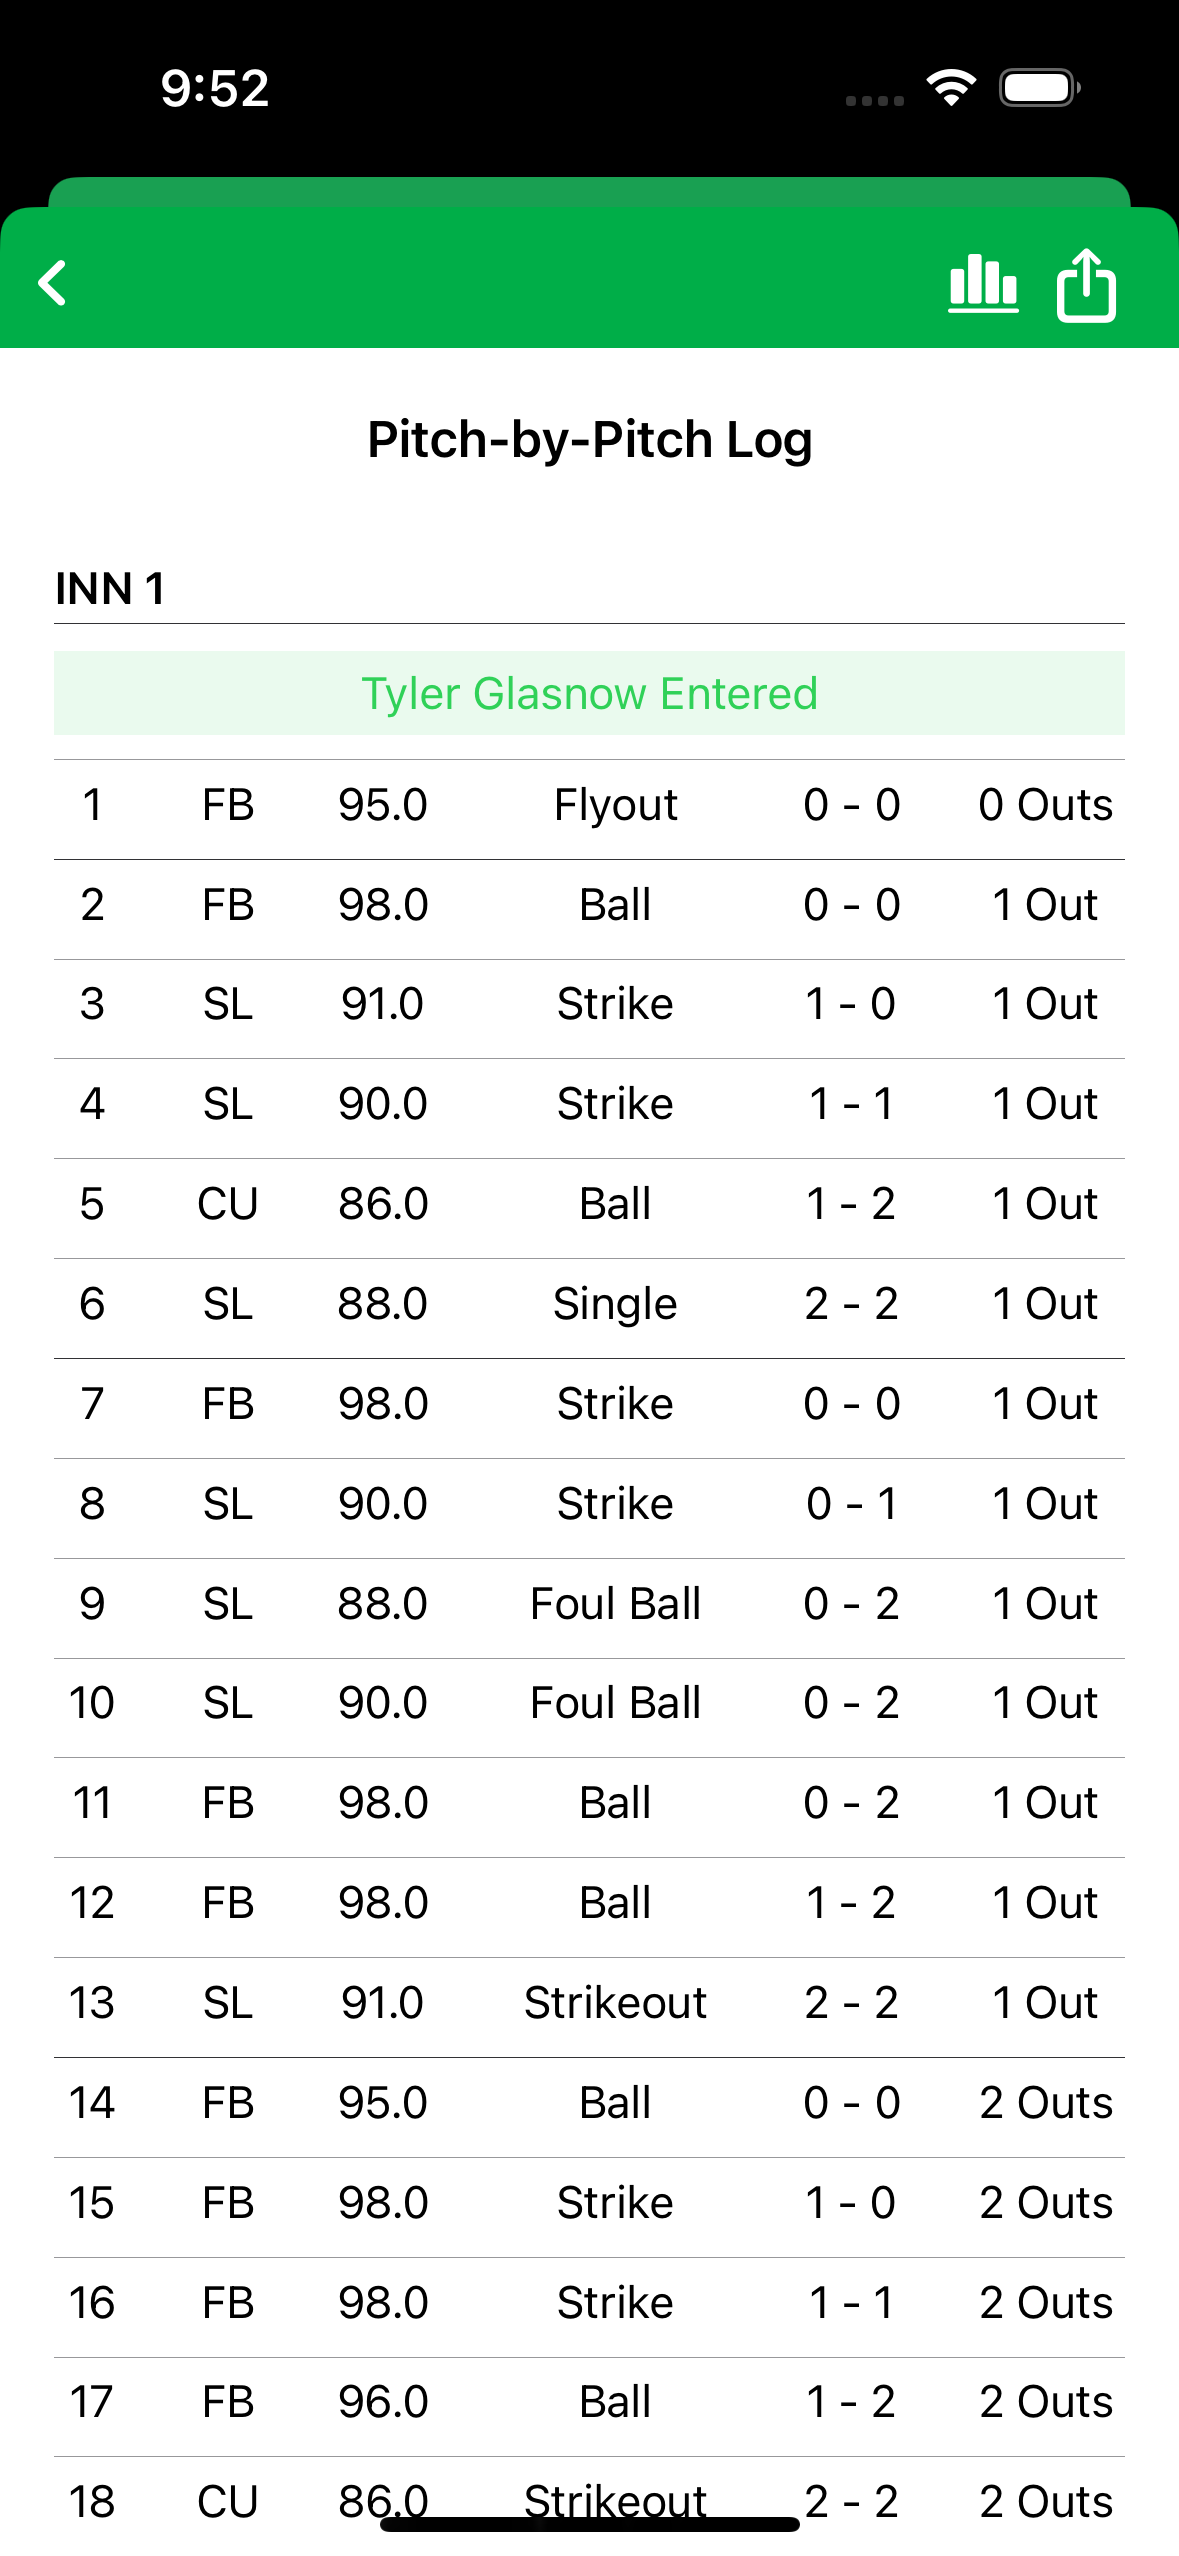 9:52
Pitch-by-Pitch Log
INN 1
Tyler Glasnow Entered
1 FB 95.0 Flyout 0 - 0 0 Outs
2 FB 98.0 Ball 0 - 0 1 Out
3 SL 91.0 Strike 1 - 0 1 Out
4 SL 90.0 Strike 1 - 1 1 Out
5 CU 86.0 Ball 1 - 2 1 Out
6 SL 88.0 Single 2 - 2 1 Out
7 FB 98.0 Strike 0 - 0 1 Out
8 SL 90.0 Strike 0 - 1 1 Out
9 SL 88.0 Foul Ball 0 - 2 1 Out
10 SL 90.0 Foul Ball 0 - 2 1 Out
11 FB 98.0 Ball 0 - 2 1 Out
12 FB 98.0 Ball 1 - 2 1 Out
13 SL 91.0 Strikeout 2 - 2 1 Out
14 FB 95.0 Ball 0 - 0 2 Outs
15 FB 98.0 Strike 1 - 0 2 Outs
16 FB 98.0 Strike 1 - 1 2 Outs
17 FB 96.0 Ball 1 - 2 2 Outs
18 CU 86.0 Strikeout 2 - 2 2 Outs